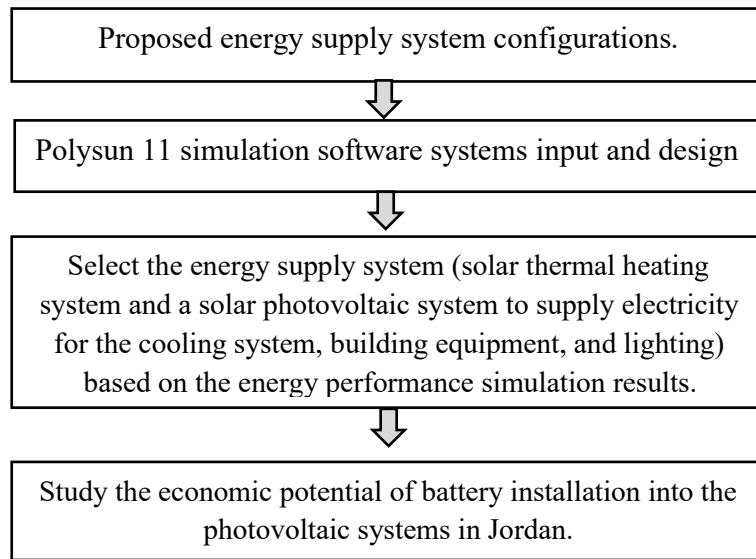 Proposed energy supply system configurations.
Polysun 11 simulation software systems input and design
Select the energy supply system (solar thermal heating
system and a solar photovoltaic system to supply electricity
for the cooling system, building equipment, and lighting)
based on the energy performance simulation results.
Study the economic potential of battery installation into the
photovoltaic systems in Jordan.